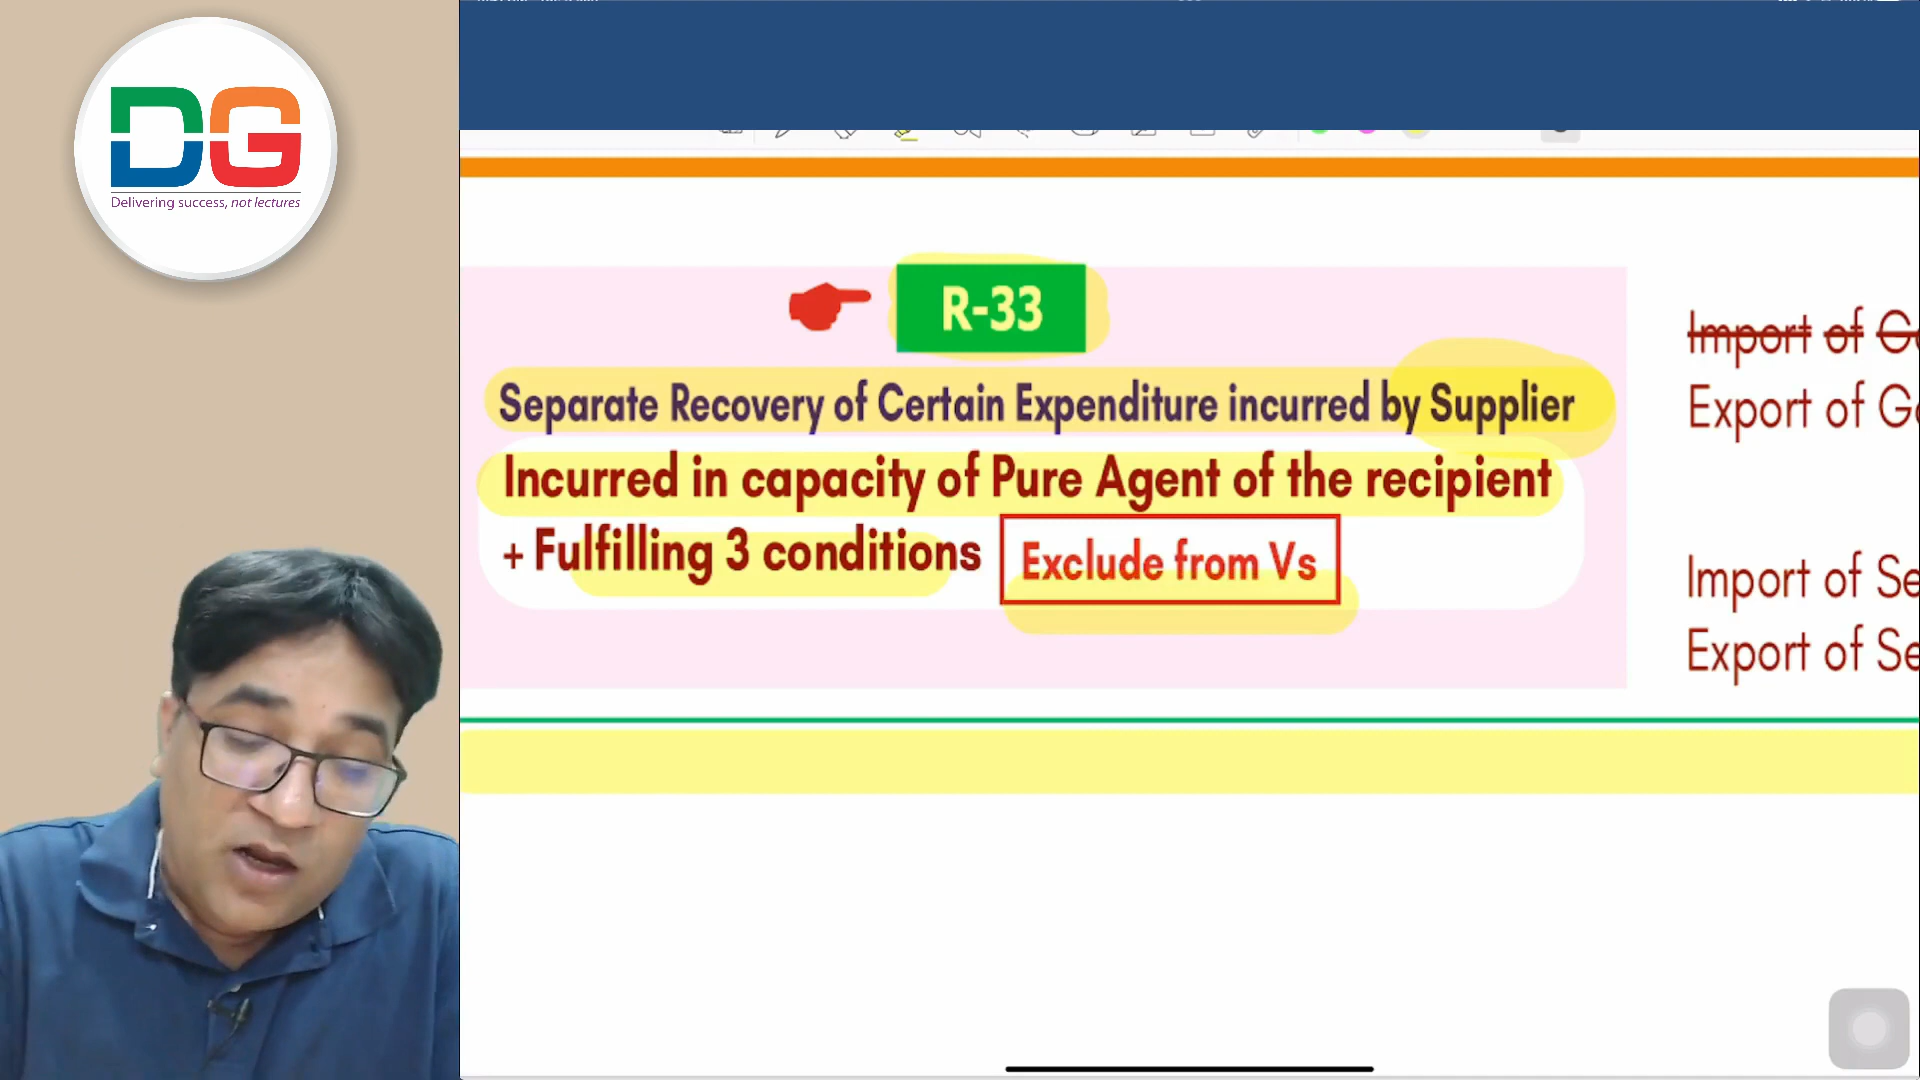 DG
Delivering success, not lectures
R-33
Separate Recovery of Certain Expenditure incurred by Supplier
Incurred in capacity of Pure Agent of the recipient
+ Fulfilling 3 conditions
Exclude from Vs
Import of
Export of
Import of
Export of